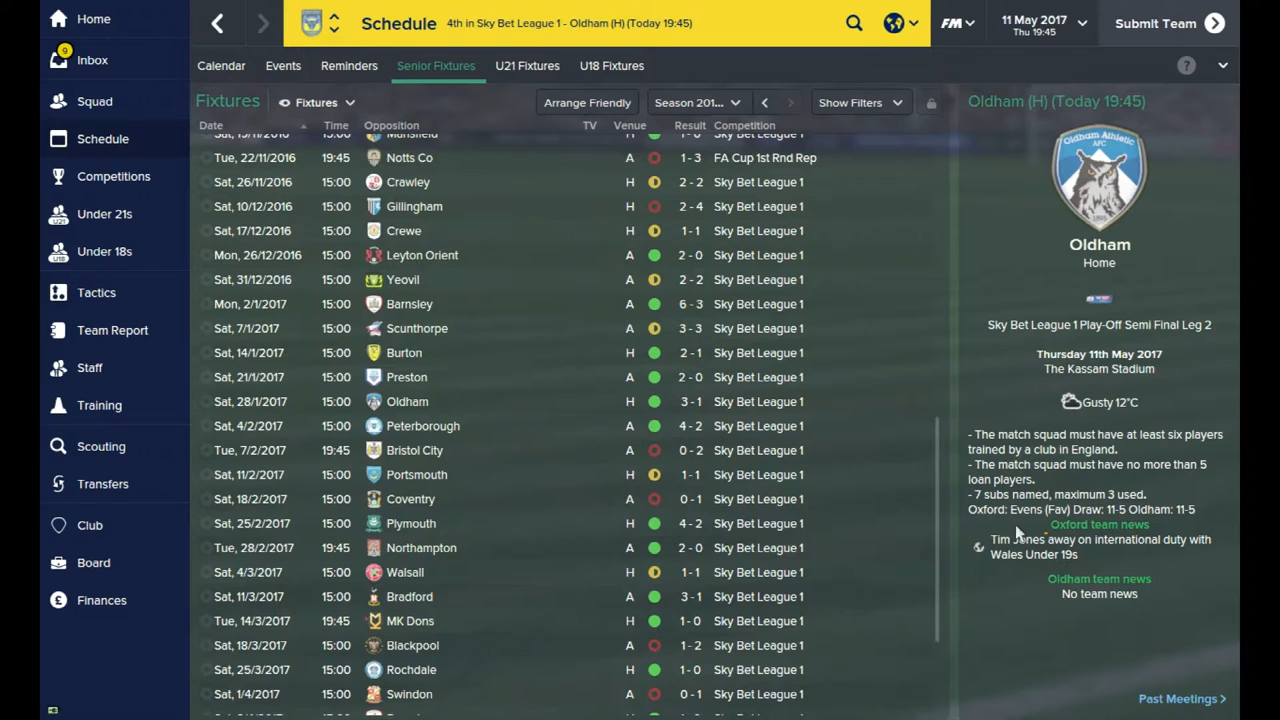 Home
9
Inbox
Squad
Schedule
Competitions
U21
Under 21s
U18
Under 18s
Tactics
Team Report
Staff
Training
Scouting
Transfers
Club
Board
£ Finances
Schedule 4th in Sky Bet League 1 - Oldham (H) (Today 19:45)
FM
11 May 2017
Thu 19:45
Submit Team
Calendar Events Reminders Senior Fixtures U21 Fixtures U18 Fixtures ?
Fixtures Fixtures Arrange Friendly Season 201... Show Filters
Date Time Opposition TV Venue Result Competition
Sat, 19/11/2016 15:00 Mansfield H 1 - 0 Sky Bet League 1
Tue, 22/11/2016 19:45 Notts Co A 1 - 3 FA Cup 1st Rnd Rep
Sat, 26/11/2016 15:00 Crawley H 2 - 2 Sky Bet League 1
Sat, 10/12/2016 15:00 Gillingham H 2 - 4 Sky Bet League 1
Sat, 17/12/2016 15:00 Crewe H 1 - 1 Sky Bet League 1
Mon, 26/12/2016 15:00 Leyton Orient A 2 - 0 Sky Bet League 1
Sat, 31/12/2016 15:00 Yeovil A 2 - 2 Sky Bet League 1
Mon, 2/1/2017 15:00 Barnsley A 6 - 3 Sky Bet League 1
Sat, 7/1/2017 15:00 Scunthorpe A 3 - 3 Sky Bet League 1
Sat, 14/1/2017 15:00 Burton H 2 - 1 Sky Bet League 1
Sat, 21/1/2017 15:00 Preston A 2 - 0 Sky Bet League 1
Sat, 28/1/2017 15:00 Oldham H 3 - 1 Sky Bet League 1
Sat, 4/2/2017 15:00 Peterborough A 4 - 2 Sky Bet League 1
Tue, 7/2/2017 19:45 Bristol City A 0 - 2 Sky Bet League 1
Sat, 11/2/2017 15:00 Portsmouth H 1 - 1 Sky Bet League 1
Sat, 18/2/2017 15:00 Coventry A 0 - 1 Sky Bet League 1
Sat, 25/2/2017 15:00 Plymouth H 4 - 2 Sky Bet League 1
Tue, 28/2/2017 19:45 Northampton A 2 - 0 Sky Bet League 1
Sat, 4/3/2017 15:00 Walsall H 1 - 1 Sky Bet League 1
Sat, 11/3/2017 15:00 Bradford A 3 - 1 Sky Bet League 1
Tue, 14/3/2017 19:45 MK Dons H 1 - 0 Sky Bet League 1
Sat, 18/3/2017 15:00 Blackpool A 1 - 2 Sky Bet League 1
Sat, 25/3/2017 15:00 Rochdale H 1 - 0 Sky Bet League 1
Sat, 1/4/2017 15:00 Swindon A 0 - 1 Sky Bet League 1
Oldham (H) (Today 19:45)
Oldham Athletic
AFC
1895
Oldham
Home
Sky Bet League 1 Play-Off Semi Final Leg 2
Thursday 11th May 2017
The Kassam Stadium
Gusty 12°C
- The match squad must have at least six players
trained by a club in England.
- The match squad must have no more than 5
loan players.
- 7 subs named, maximum 3 used.
Oxford: Evens (Fav) Draw: 11-5 Oldham: 11-5
Oxford team news
Tim Jones away on international duty with
Wales Under 19s
Oldham team news
No team news
Past Meetings >